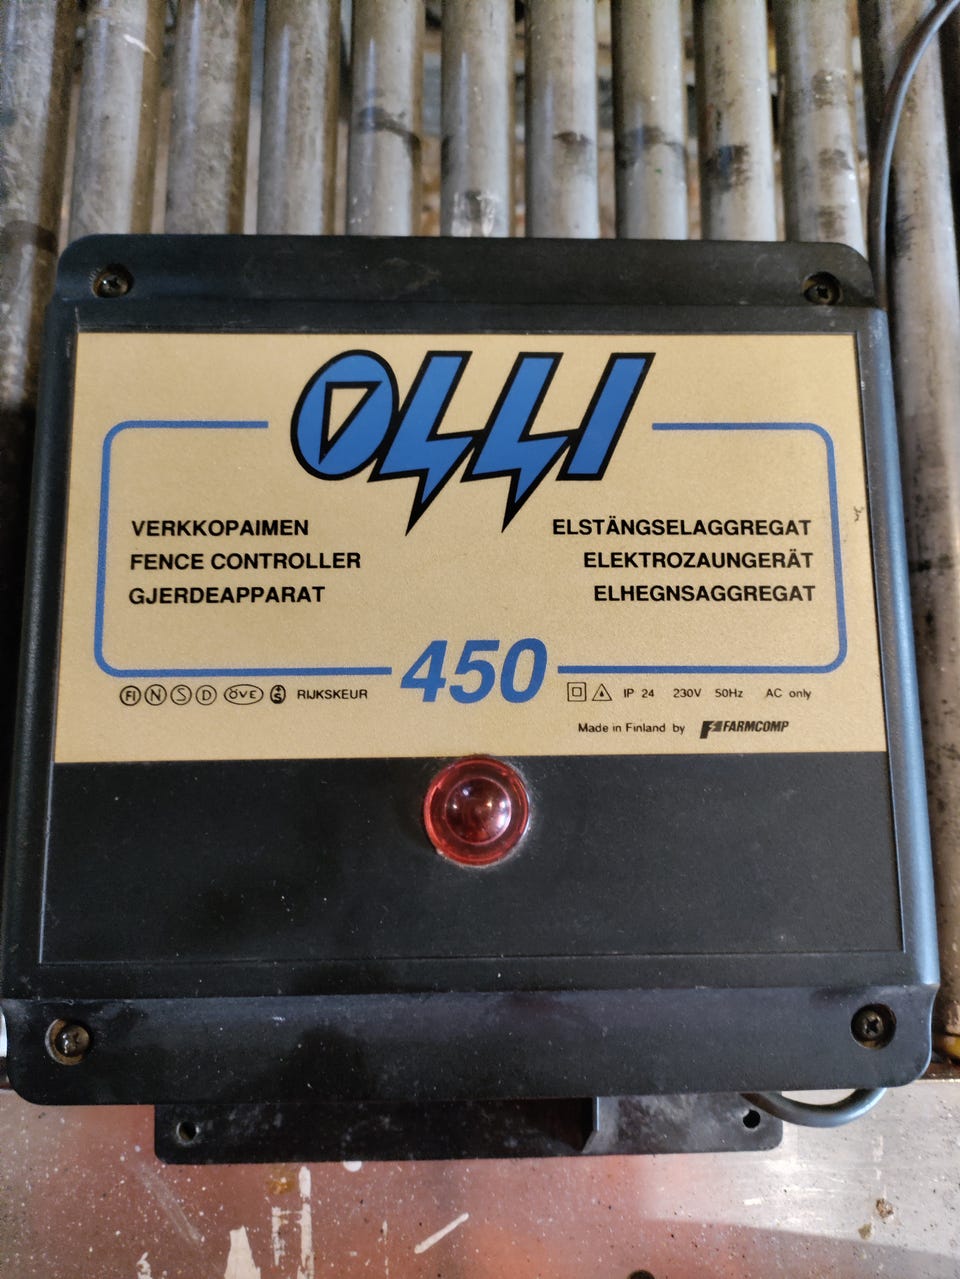 OLLI
VERKKOPAIMEN
FENCE CONTROLLER
GJERDEAPPARAT
ELSTÄNGSELAGGREGAT
ELEKTROZAUNGERÄT
ELHEGNSAGGREGAT
450
FI N S D ÖVE RIJKSKEUR
IP 24 230V 50Hz AC only
Made in Finland by FARMCOMP